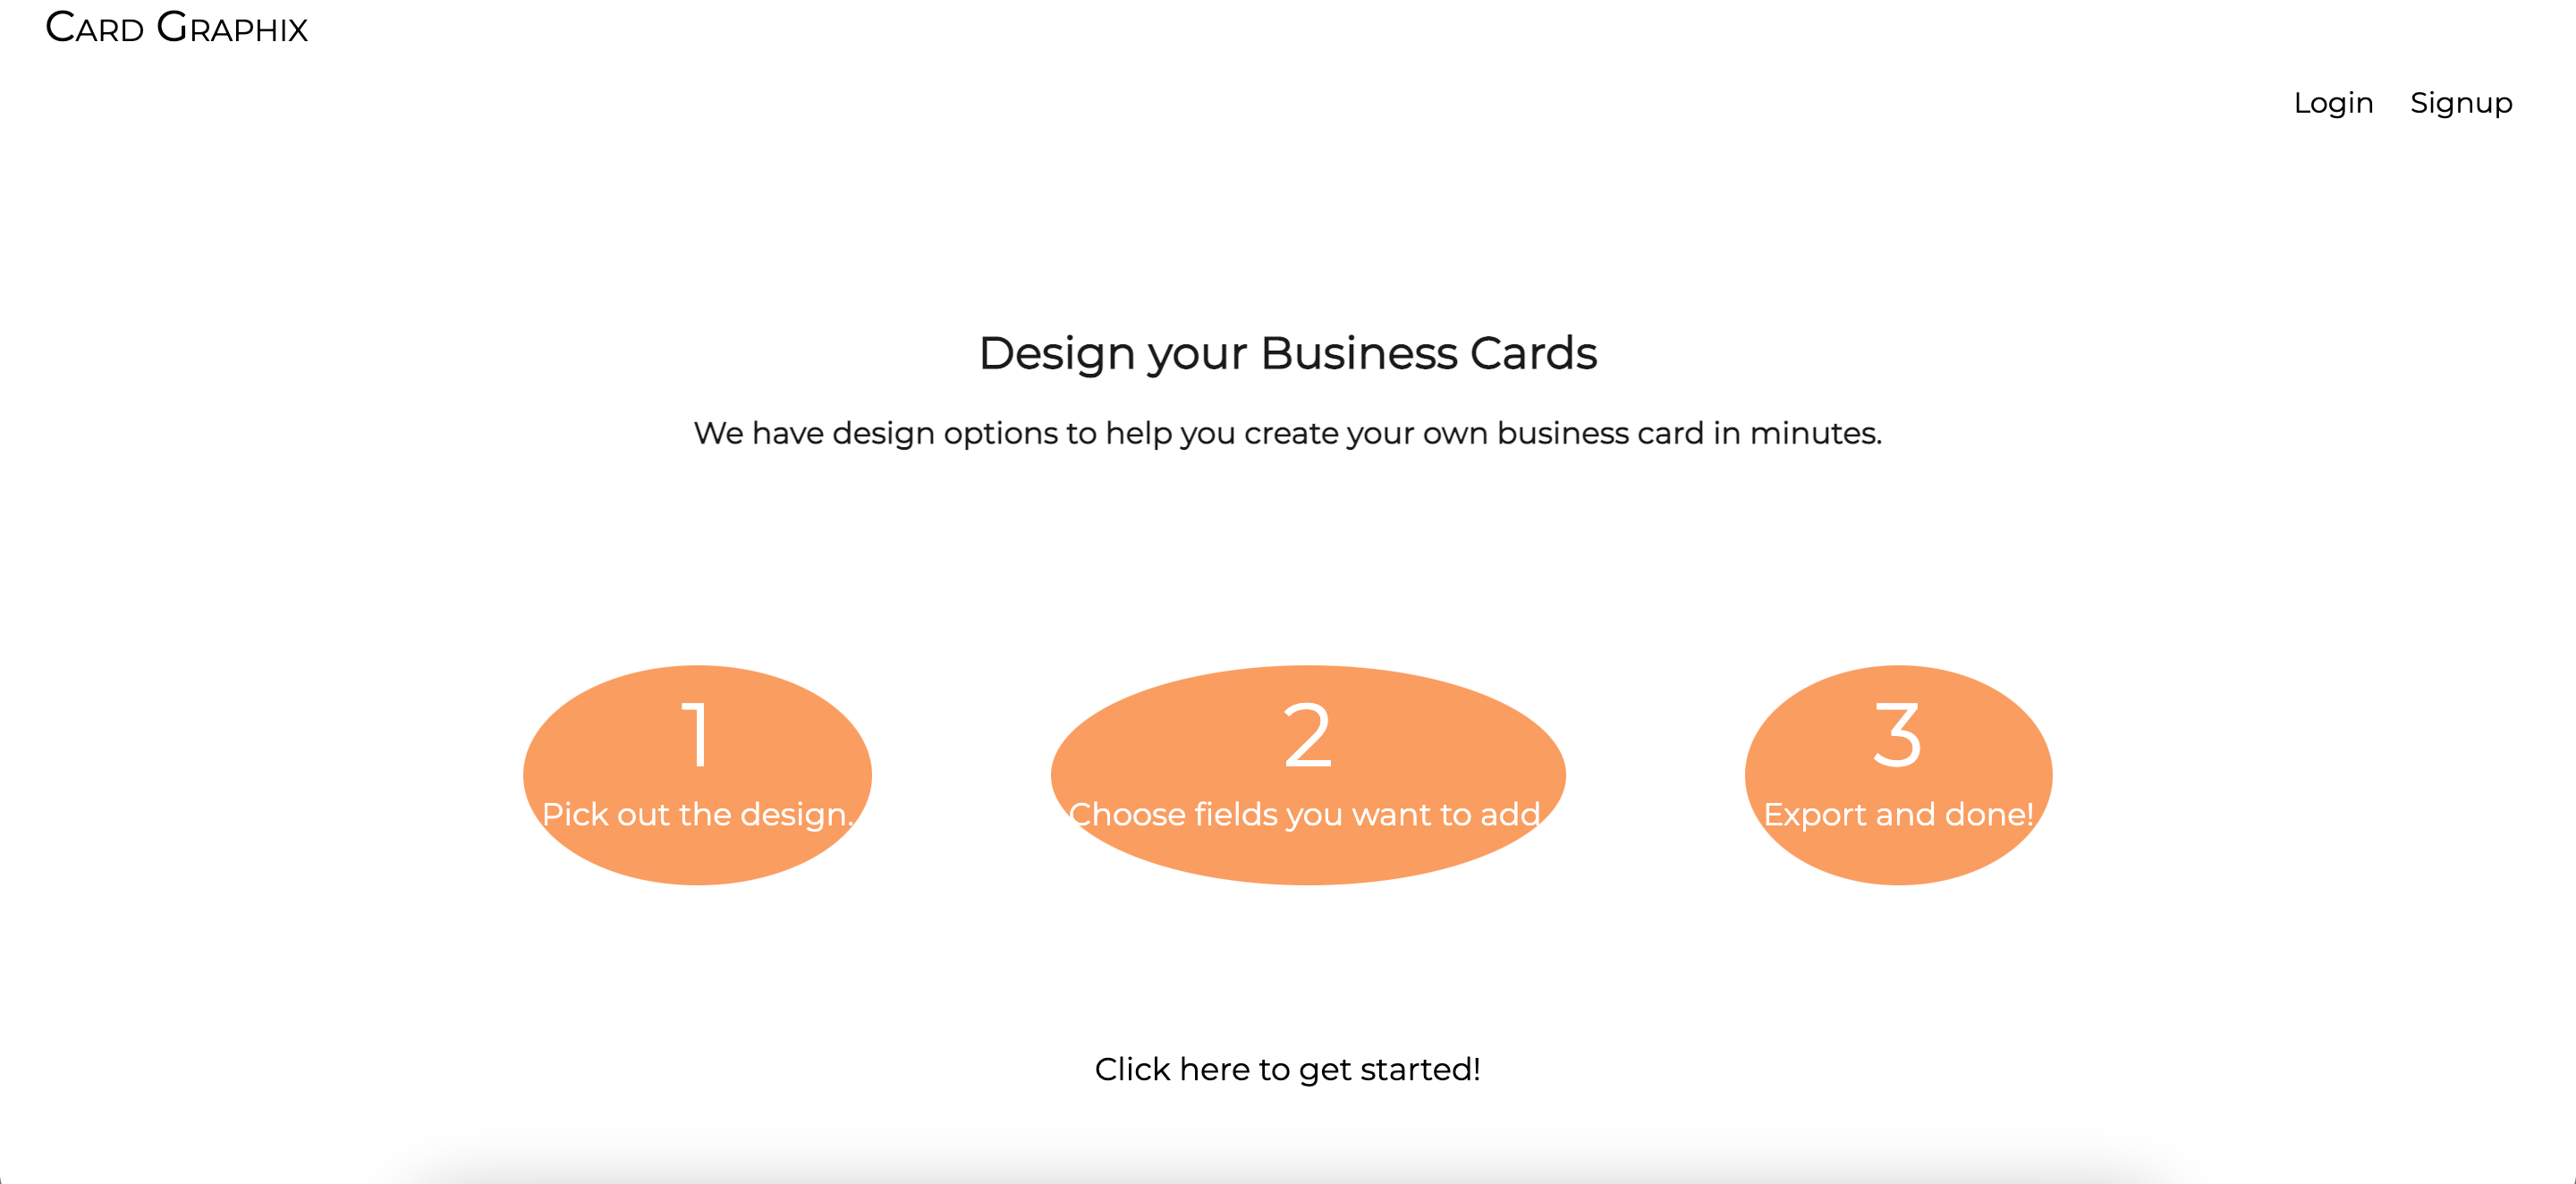 Card Graphix
Login Signup
Design your Business Cards
We have design options to help you create your own business card in minutes.
1
Pick out the design.
2
Choose fields you want to add
3
Export and done!
Click here to get started!